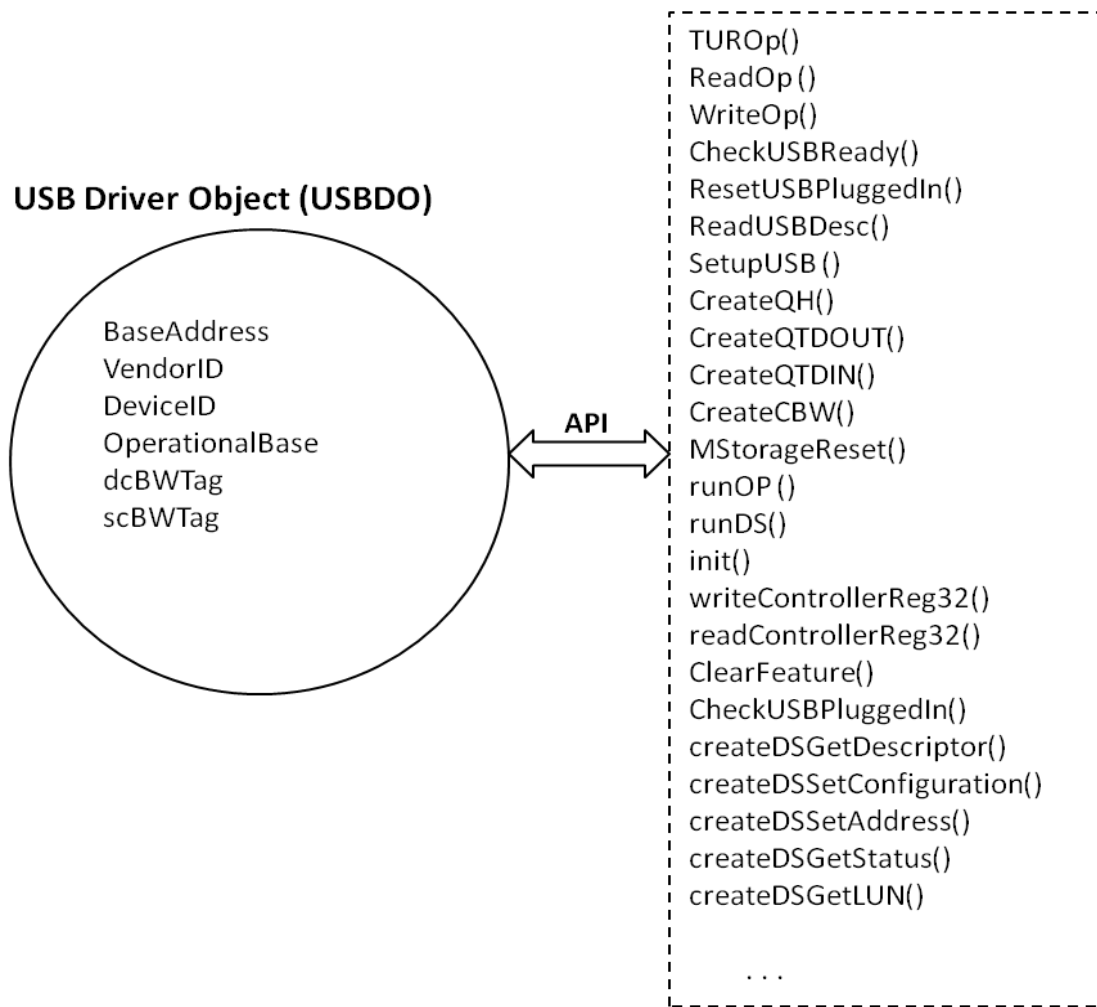 USB Driver Object (USBDO)
BaseAddress
VendorID
DeviceID
OperationalBase
dcBWTag
scBWTag
API
TUROp()
ReadOp()
WriteOp()
CheckUSBReady()
ResetUSBPluggedIn()
ReadUSBDesc()
SetupUSB()
CreateQH()
CreateQTDOUT()
CreateQTDIN()
CreateCBW()
MStorageReset()
runOP()
runDS()
init()
writeControllerReg32()
readControllerReg32()
ClearFeature()
CheckUSBPluggedIn()
createDSGetDescriptor()
createDSSetConfiguration()
createDSSetAddress()
createDSGetStatus()
createDSGetLUN()
. . .